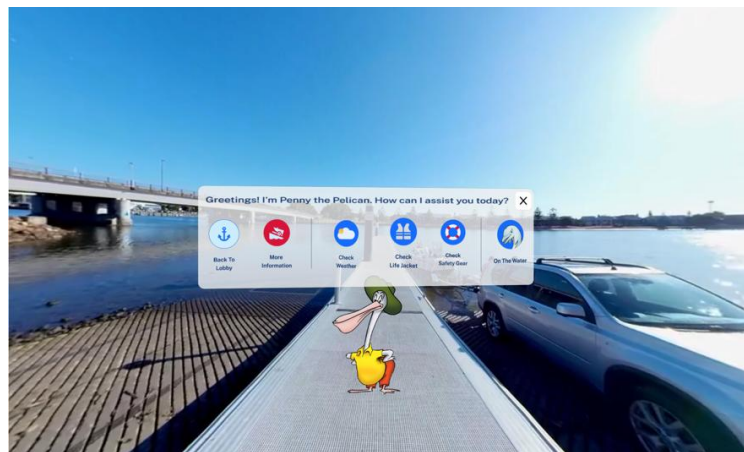 Greetings! I'm Penny the Pelican. How can I assist you today? X
Back To
Lobby
More
Information
Check
Weather
Check
Life Jacket
Check
Safety Gear
On The Water